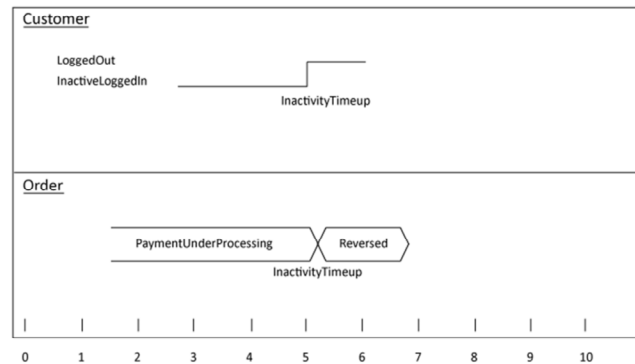 Customer
LoggedOut
InactiveLoggedIn
InactivityTimeup
Order
PaymentUnderProcessing Reversed
InactivityTimeup
0 1 2 3 4 5 6 7 8 9 10